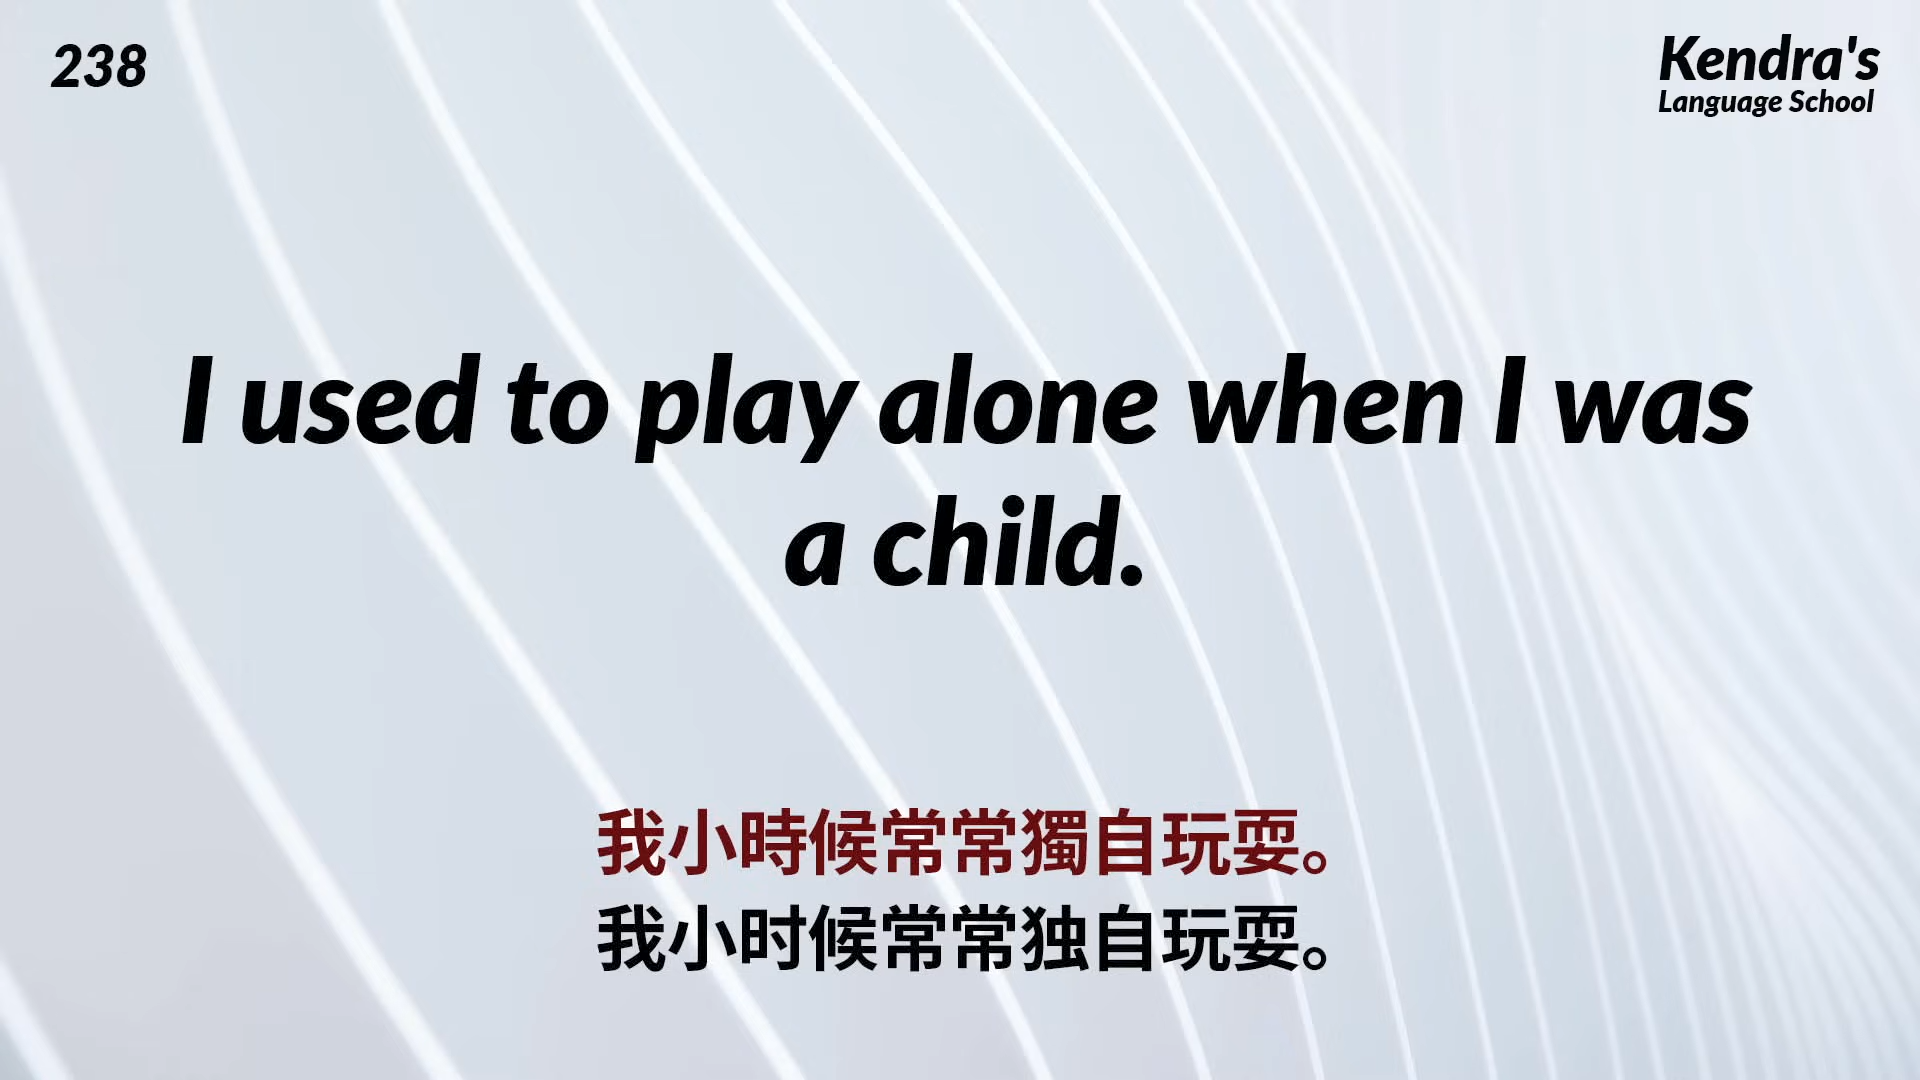 238
Kendra's
Language School
I used to play alone when I was
a child.
我小時候常常獨自玩耍。
我小时候常常独自玩耍。